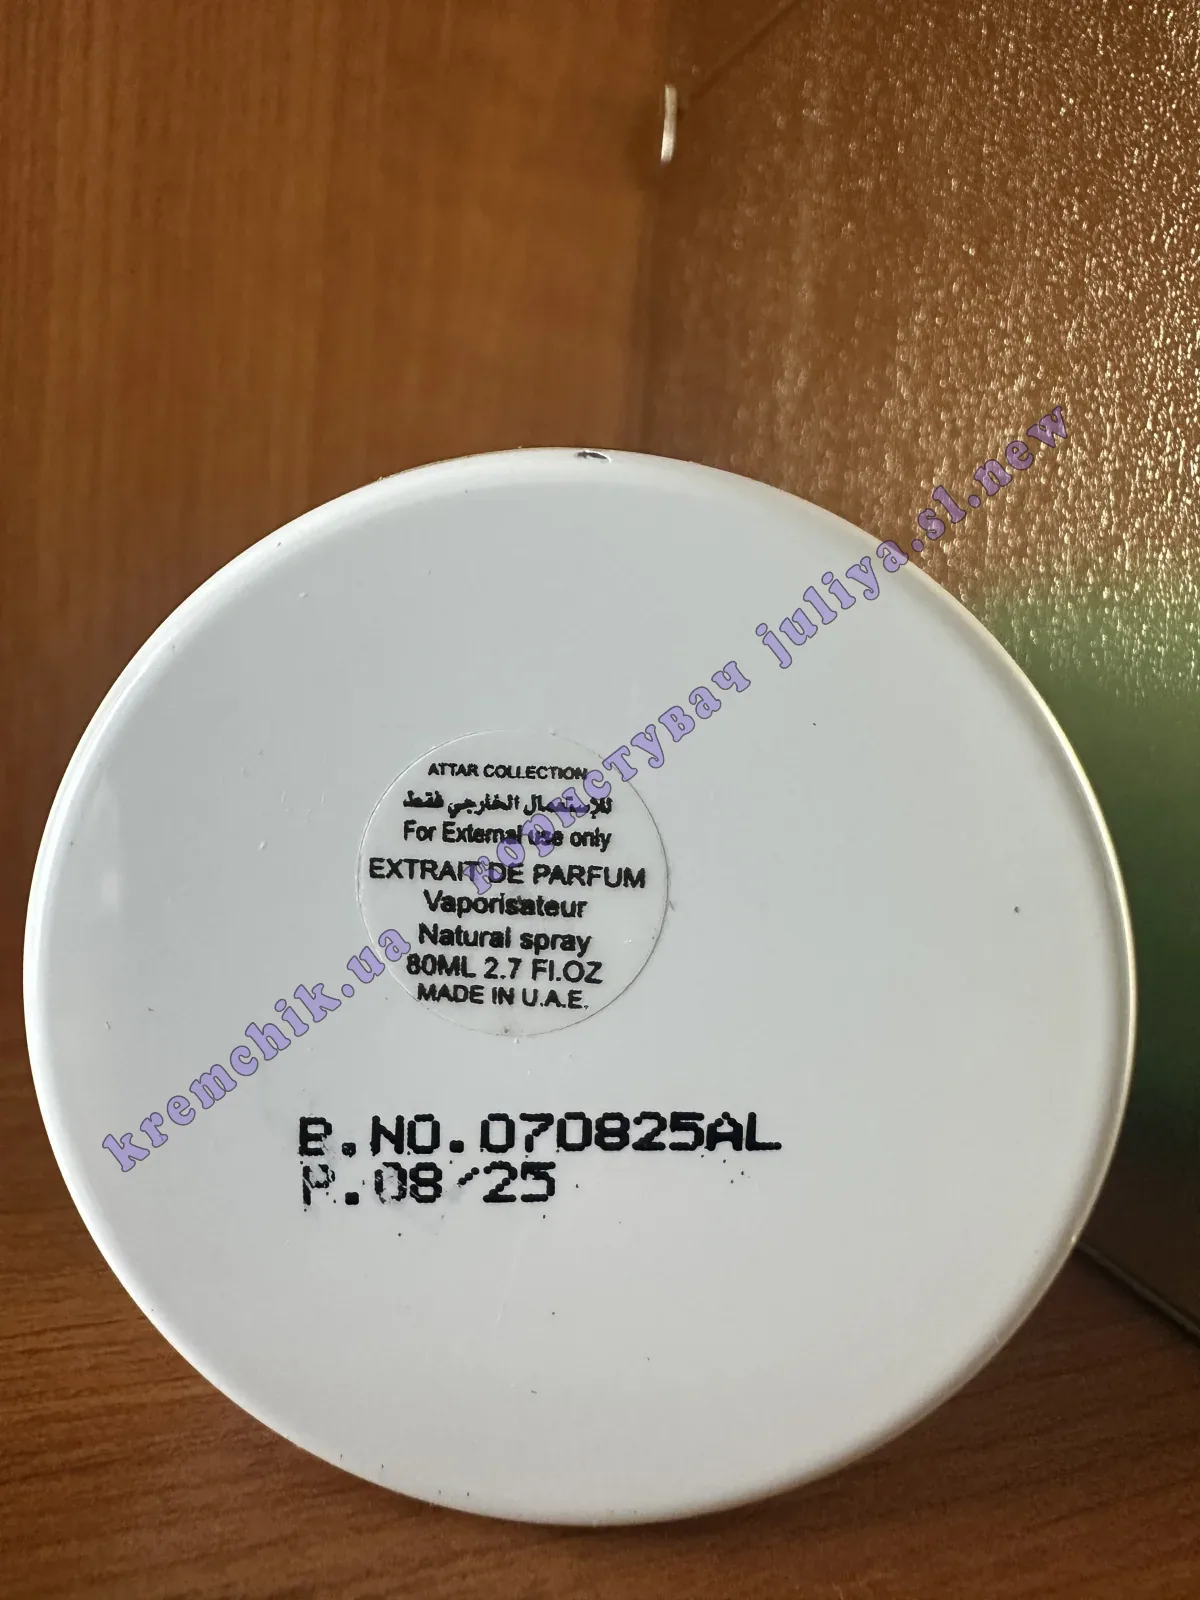 ATTAR COLLECTION
للإستعمال الخارجي فقط
For External use only
EXTRAIT DE PARFUM
Vaporisateur
Natural spray
80ML 2.7 Fl.OZ
MADE IN U.A.E.
B.NO.070825AL
P.08/25
kremchik.ua користувач juliya.sl.new